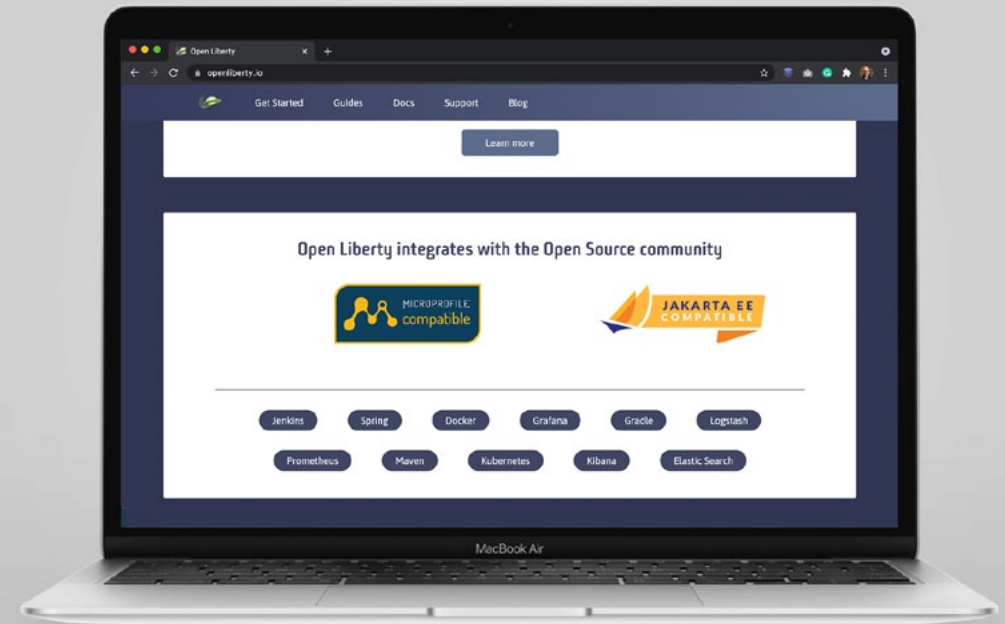 Open Liberty
openliberty.io
Get Started Guides Docs Support Blog
Learn more
Open Liberty integrates with the Open Source community
MICROPROFILE
compatible
JAKARTA EE
COMPATIBLE
Jenkins Spring Docker Grafana Gradle Logstash
Prometheus Maven Kubernetes Kibana Elastic Search
MacBook Air